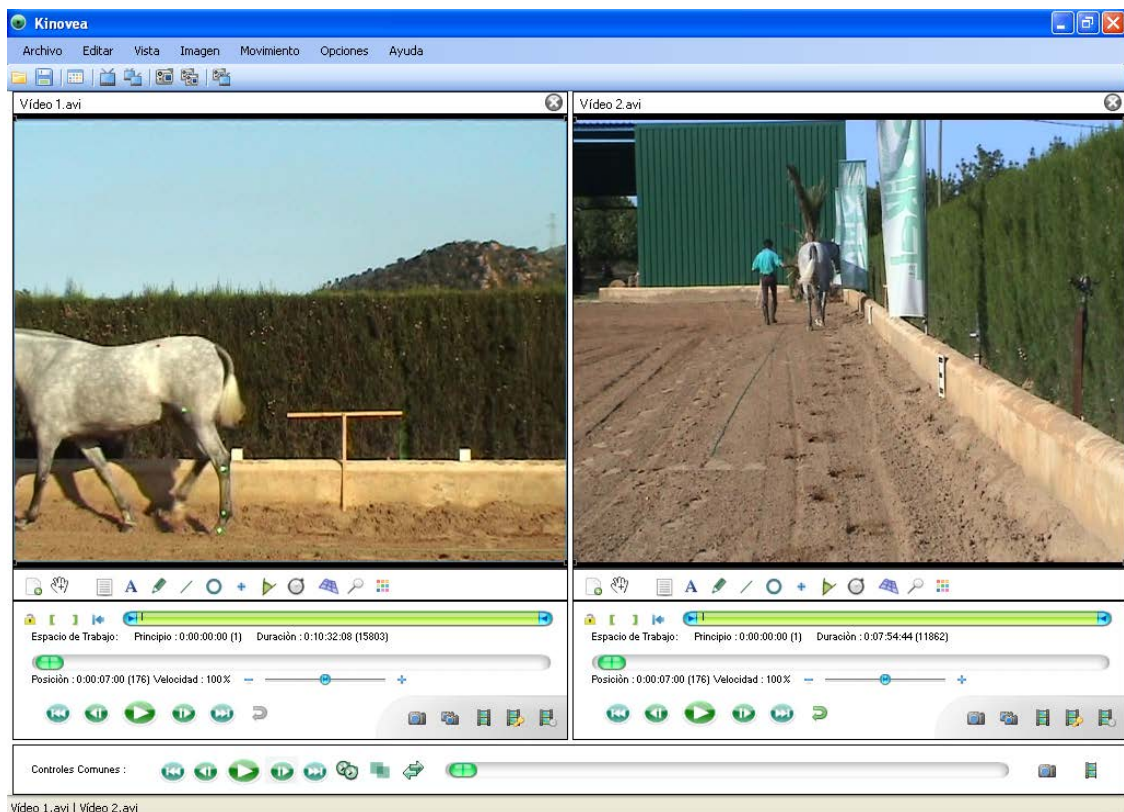 Kinovea
Archivo Editar Vista Imagen Movimiento Opciones Ayuda
Vídeo 1.avi
Vídeo 2.avi
Espacio de Trabajo: Principio : 0:00:00:00 (1) Duración : 0:10:32:08 (15803)
Posición : 0:00:07:00 (176) Velocidad : 100%
Espacio de Trabajo: Principio : 0:00:00:00 (1) Duración : 0:07:54:44 (11862)
Posición : 0:00:07:00 (176) Velocidad : 100%
Controles Comunes :
Vídeo 1.avi | Vídeo 2.avi